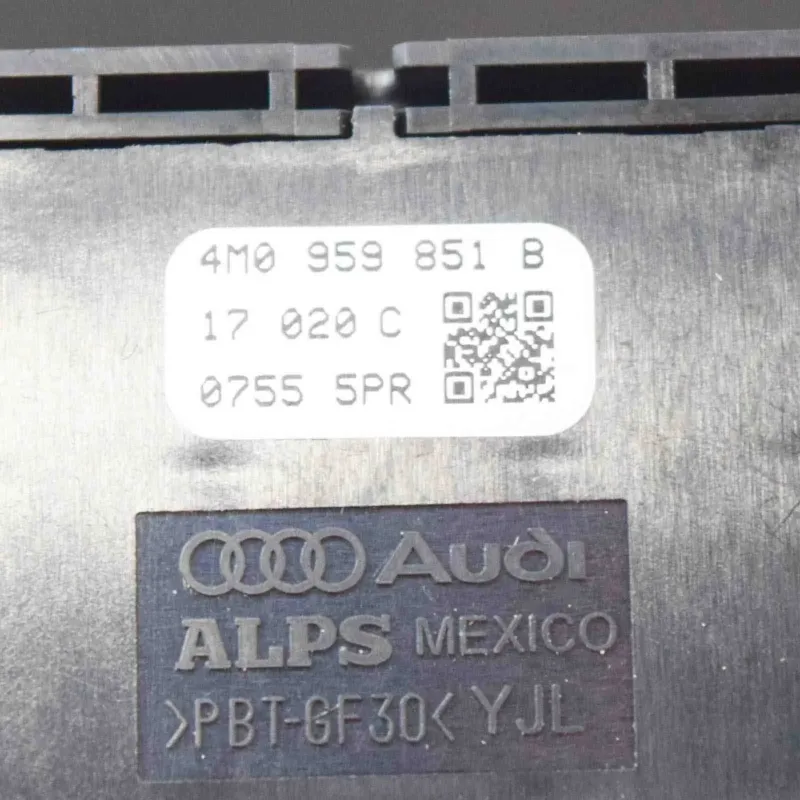 4M0 959 851 B
17 020 C
0755 5PR
Audi
ALPS MEXICO
>PBT-GF30< YJL